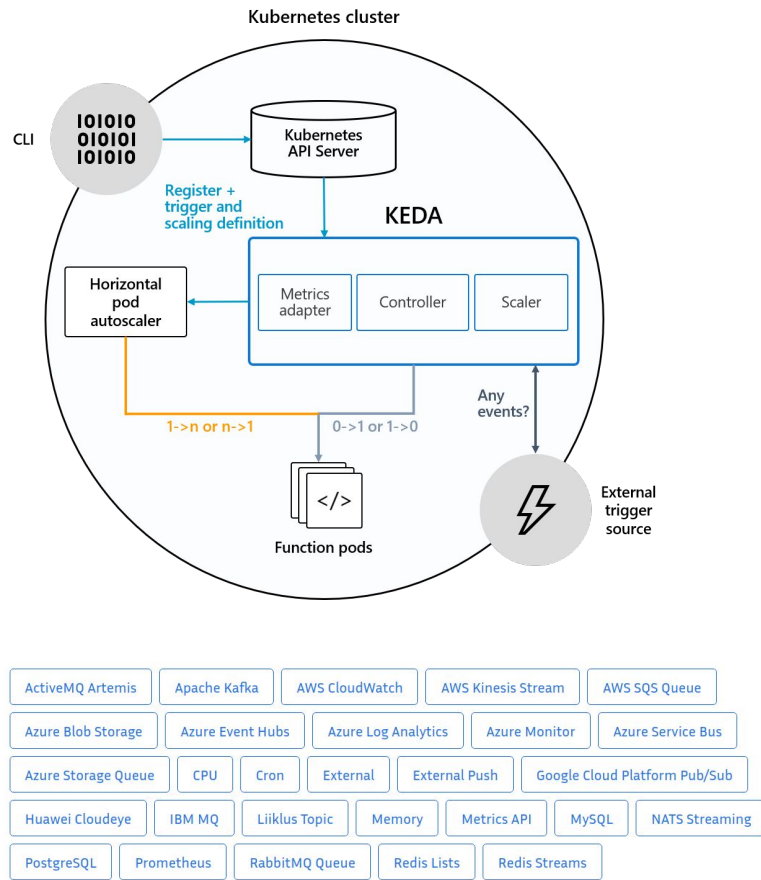 Kubernetes cluster
CLI
IOIOIO
OIOIOI
IOIOIO
Kubernetes
API Server
Register +
trigger and
scaling definition
KEDA
Horizontal
pod
autoscaler
Metrics
adapter
Controller
Scaler
Any
events?
1->n or n->1
0->1 or 1->0
</>
Function pods
External
trigger
source
ActiveMQ Artemis
Apache Kafka
AWS CloudWatch
AWS Kinesis Stream
AWS SQS Queue
Azure Blob Storage
Azure Event Hubs
Azure Log Analytics
Azure Monitor
Azure Service Bus
Azure Storage Queue
CPU
Cron
External
External Push
Google Cloud Platform Pub/Sub
Huawei Cloudeye
IBM MQ
Liiklus Topic
Memory
Metrics API
MySQL
NATS Streaming
PostgreSQL
Prometheus
RabbitMQ Queue
Redis Lists
Redis Streams